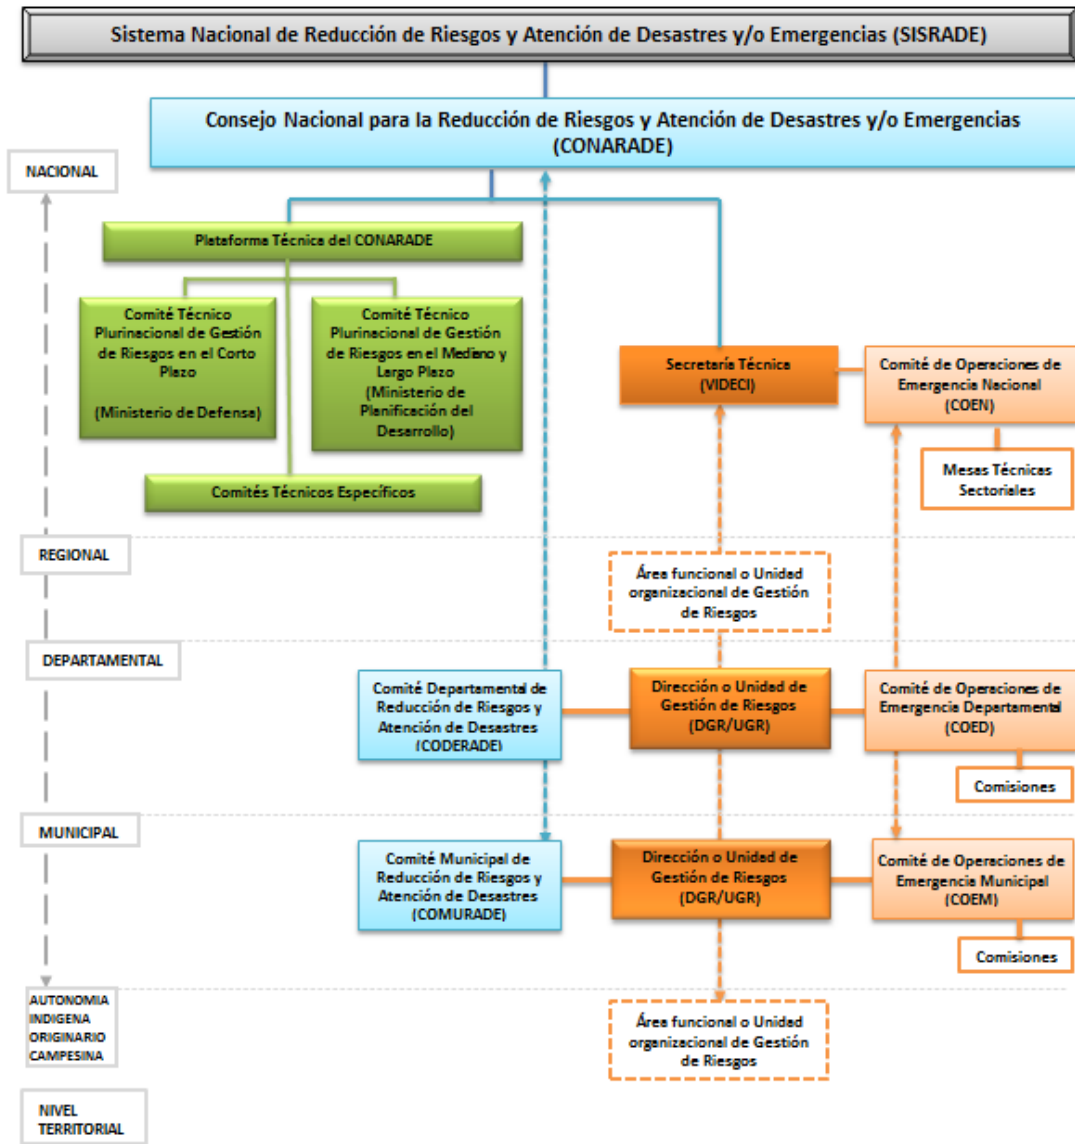 Sistema Nacional de Reducción de Riesgos y Atención de Desastres y/o Emergencias (SISRADE)
Consejo Nacional para la Reducción de Riesgos y Atención de Desastres y/o Emergencias
(CONARADE)
NACIONAL
Plataforma Técnica del CONARADE
Comité Técnico
Plurinacional de Gestión
de Riesgos en el Corto
Plazo
(Ministerio de Defensa)
Comité Técnico
Plurinacional de Gestión
de Riesgos en el Mediano y
Largo Plazo
(Ministerio de
Planificación del
Desarrollo)
Secretaría Técnica
(VIDECI)
Comité de Operaciones de
Emergencia Nacional
(COEN)
Mesas Técnicas
Sectoriales
Comités Técnicos Específicos
REGIONAL
Área funcional o Unidad
organizacional de Gestión
de Riesgos
DEPARTAMENTAL
Comité Departamental de
Reducción de Riesgos y
Atención de Desastres
(CODERADE)
Dirección o Unidad de
Gestión de Riesgos
(DGR/UGR)
Comité de Operaciones de
Emergencia Departamental
(COED)
Comisiones
MUNICIPAL
Comité Municipal de
Reducción de Riesgos y
Atención de Desastres
(COMURADE)
Dirección o Unidad de
Gestión de Riesgos
(DGR/UGR)
Comité de Operaciones de
Emergencia Municipal
(COEM)
Comisiones
AUTONOMIA
INDIGENA
ORIGINARIO
CAMPESINA
Área funcional o Unidad
organizacional de Gestión
de Riesgos
NIVEL
TERRITORIAL